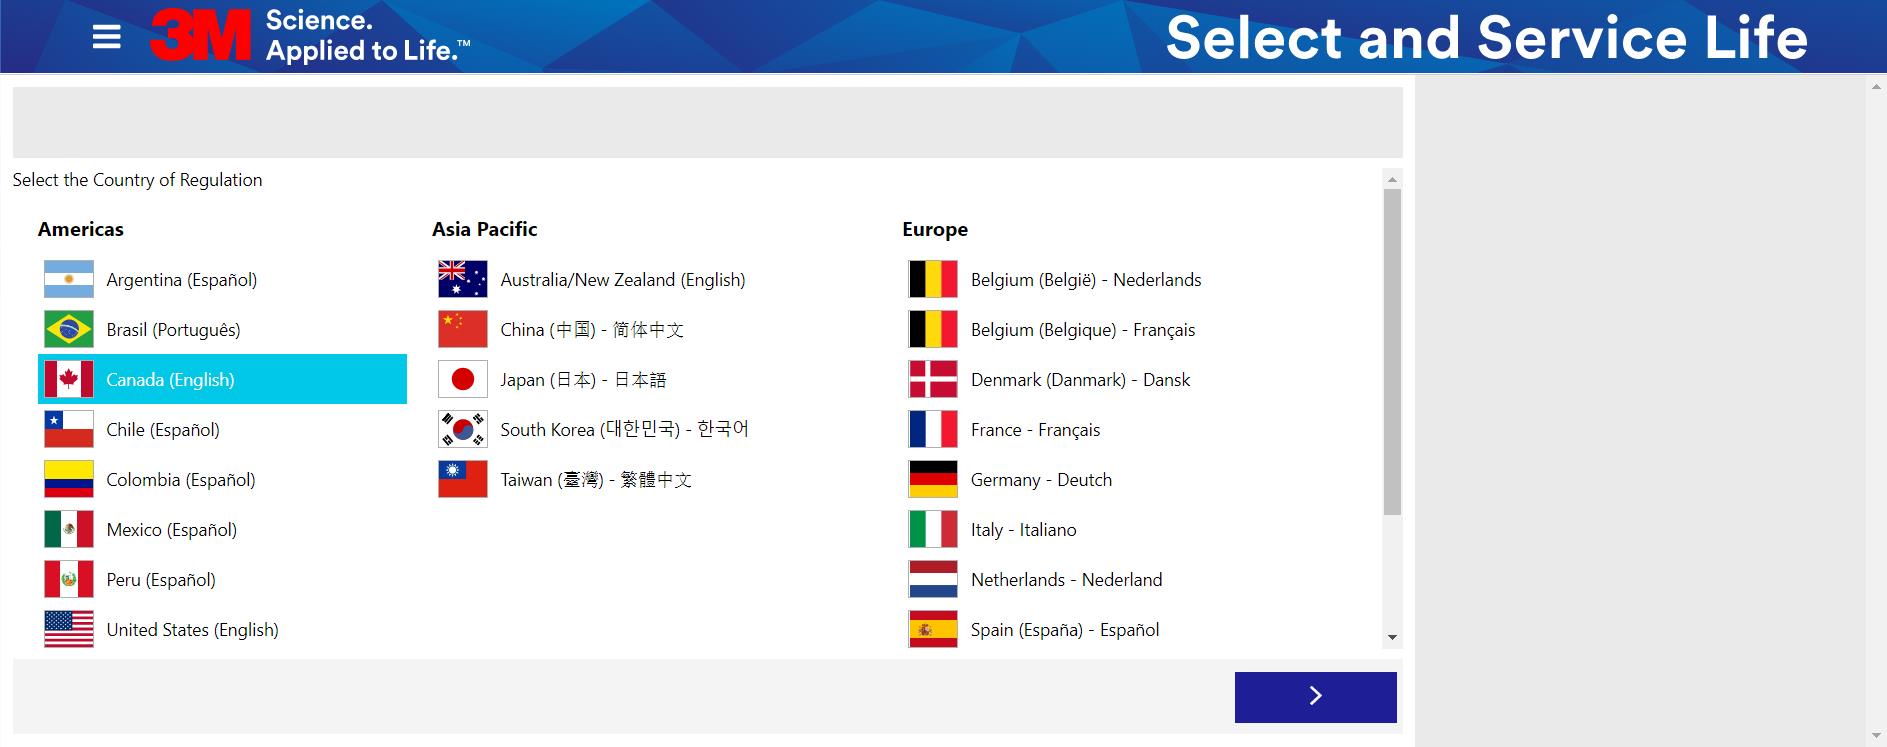 3M
Science.
Applied to Life.™
Select and Service Life
Select the Country of Regulation
Americas
Argentina (Español)
Brasil (Português)
Canada (English)
Chile (Español)
Colombia (Español)
Mexico (Español)
Peru (Español)
United States (English)
Asia Pacific
Australia/New Zealand (English)
China (中国) - 简体中文
Japan (日本) - 日本語
South Korea (대한민국) - 한국어
Taiwan (臺灣) - 繁體中文
Europe
Belgium (België) - Nederlands
Belgium (Belgique) - Français
Denmark (Danmark) - Dansk
France - Français
Germany - Deutch
Italy - Italiano
Netherlands - Nederland
Spain (España) - Español